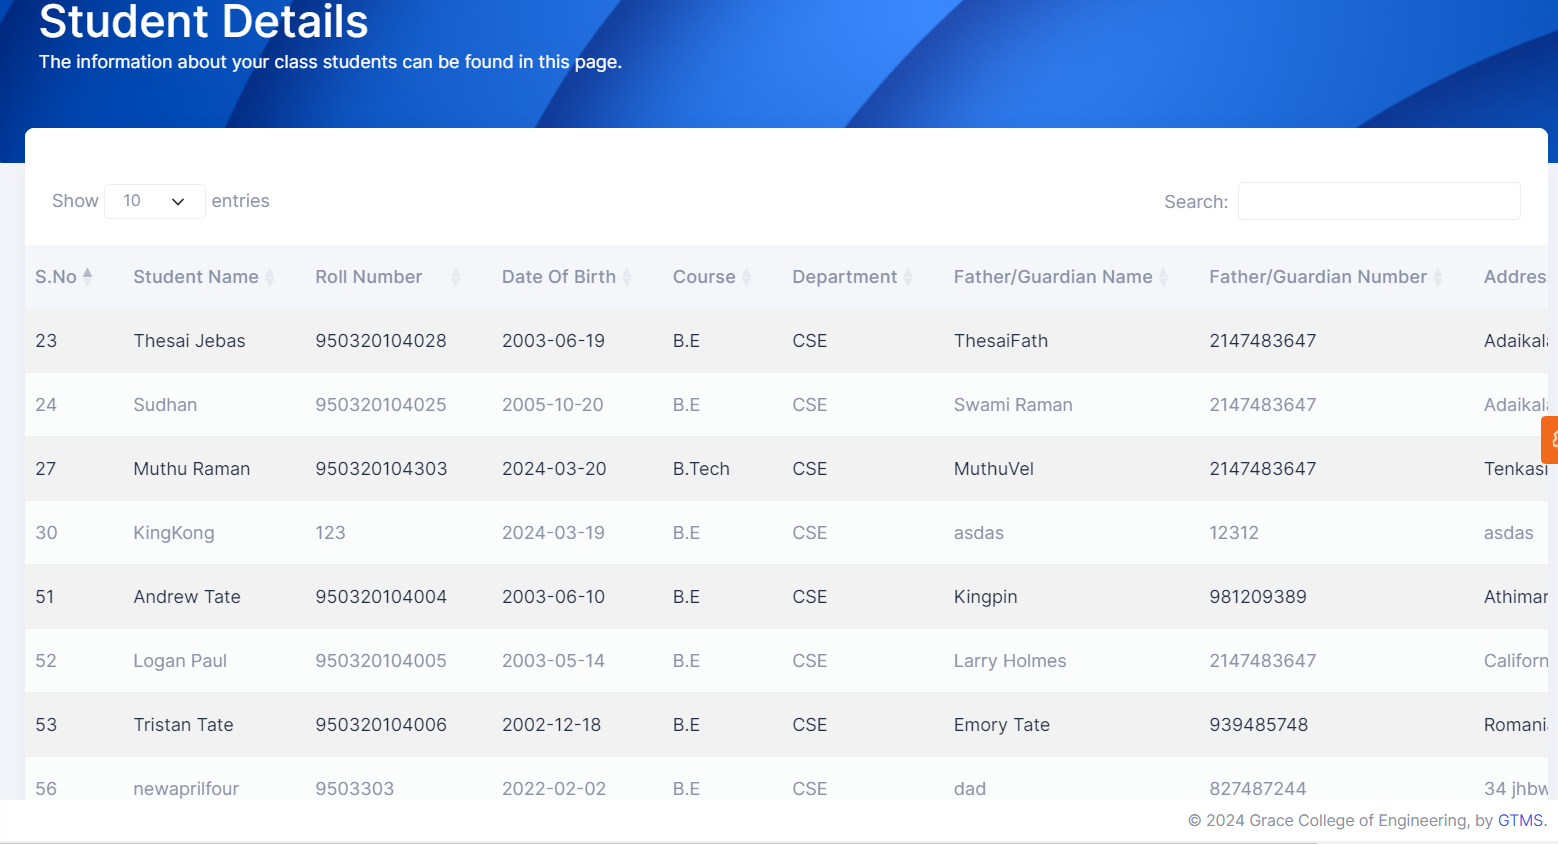 Student Details
The information about your class students can be found in this page.
Show 10 entries Search:
S.No Student Name Roll Number Date Of Birth Course Department Father/Guardian Name Father/Guardian Number Addres
23 Thesai Jebas 950320104028 2003-06-19 B.E CSE ThesaiFath 2147483647 Adaikala
24 Sudhan 950320104025 2005-10-20 B.E CSE Swami Raman 2147483647 Adaikala
27 Muthu Raman 950320104303 2024-03-20 B.Tech CSE MuthuVel 2147483647 Tenkasi
30 KingKong 123 2024-03-19 B.E CSE asdas 12312 asdas
51 Andrew Tate 950320104004 2003-06-10 B.E CSE Kingpin 981209389 Athimar
52 Logan Paul 950320104005 2003-05-14 B.E CSE Larry Holmes 2147483647 Californ
53 Tristan Tate 950320104006 2002-12-18 B.E CSE Emory Tate 939485748 Romani
56 newaprilfour 9503303 2022-02-02 B.E CSE dad 827487244 34 jhbw
© 2024 Grace College of Engineering, by GTMS.